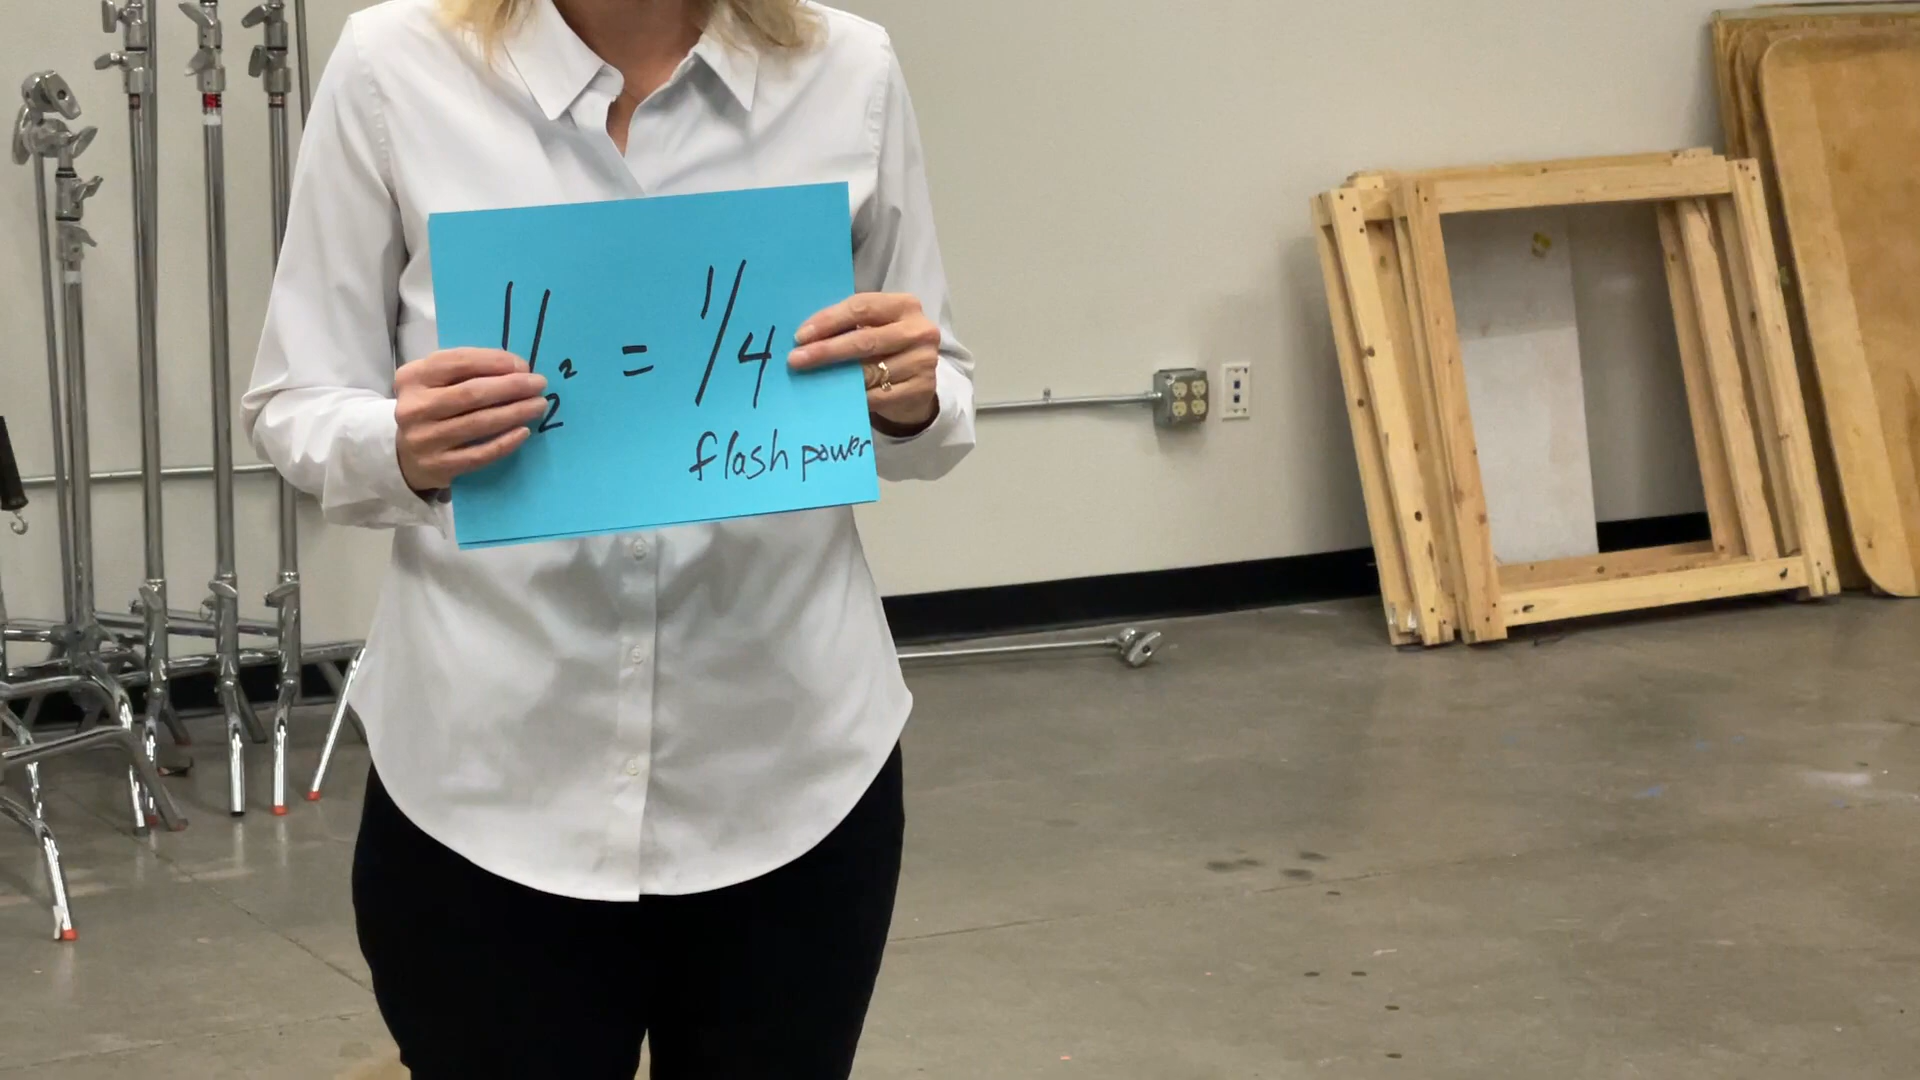 1/2² = 1/4
flash power